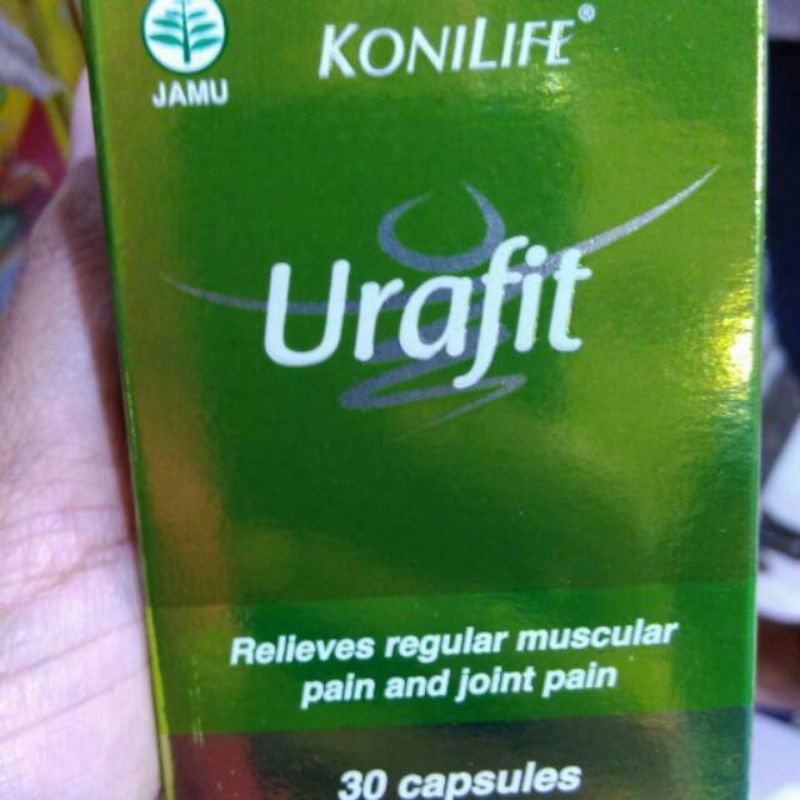 KONILIFE®
JAMU
Urafit
Relieves regular muscular
pain and joint pain
30 capsules